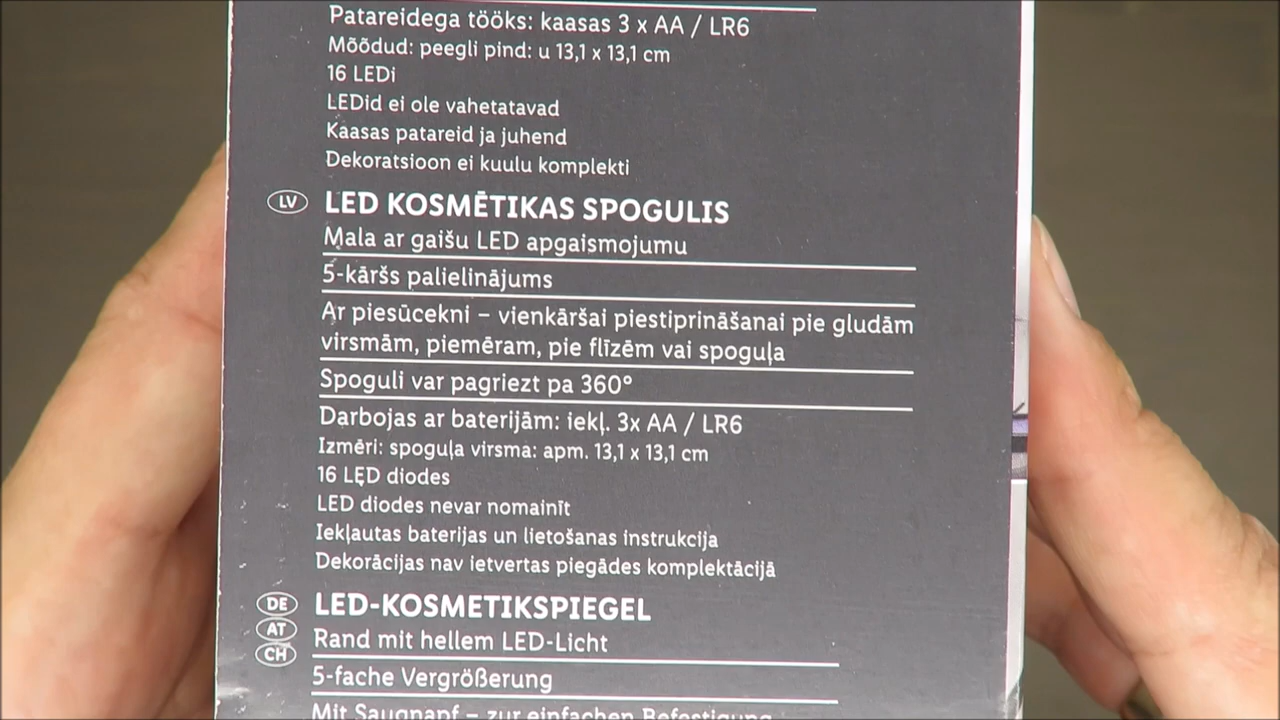 Patareidega tööks: kaasas 3 x AA / LR6
Mõõdud: peegli pind: u 13,1 x 13,1 cm
16 LEDi
LEDid ei ole vahetatavad
Kaasas patareid ja juhend
Dekoratsioon ei kuulu komplekti
LV LED KOSMĒTIKAS SPOGULIS
Mala ar gaišu LED apgaismojumu
5-kāršs palielinājums
Ar piesūcekni – vienkāršai piestiprināšanai pie gludām
virsmām, piemēram, pie flīzēm vai spoguļa
Spoguli var pagriezt pa 360°
Darbojas ar baterijām: iekļ. 3x AA / LR6
Izmēri: spoguļa virsma: apm. 13,1 x 13,1 cm
16 LED diodes
LED diodes nevar nomainīt
Iekļautas baterijas un lietošanas instrukcija
Dekorācijas nav ietvertas piegādes komplektācijā
DE AT CH LED-KOSMETIKSPIEGEL
Rand mit hellem LED-Licht
5-fache Vergrößerung
Mit Saugnapf – zur einfachen Befestigung